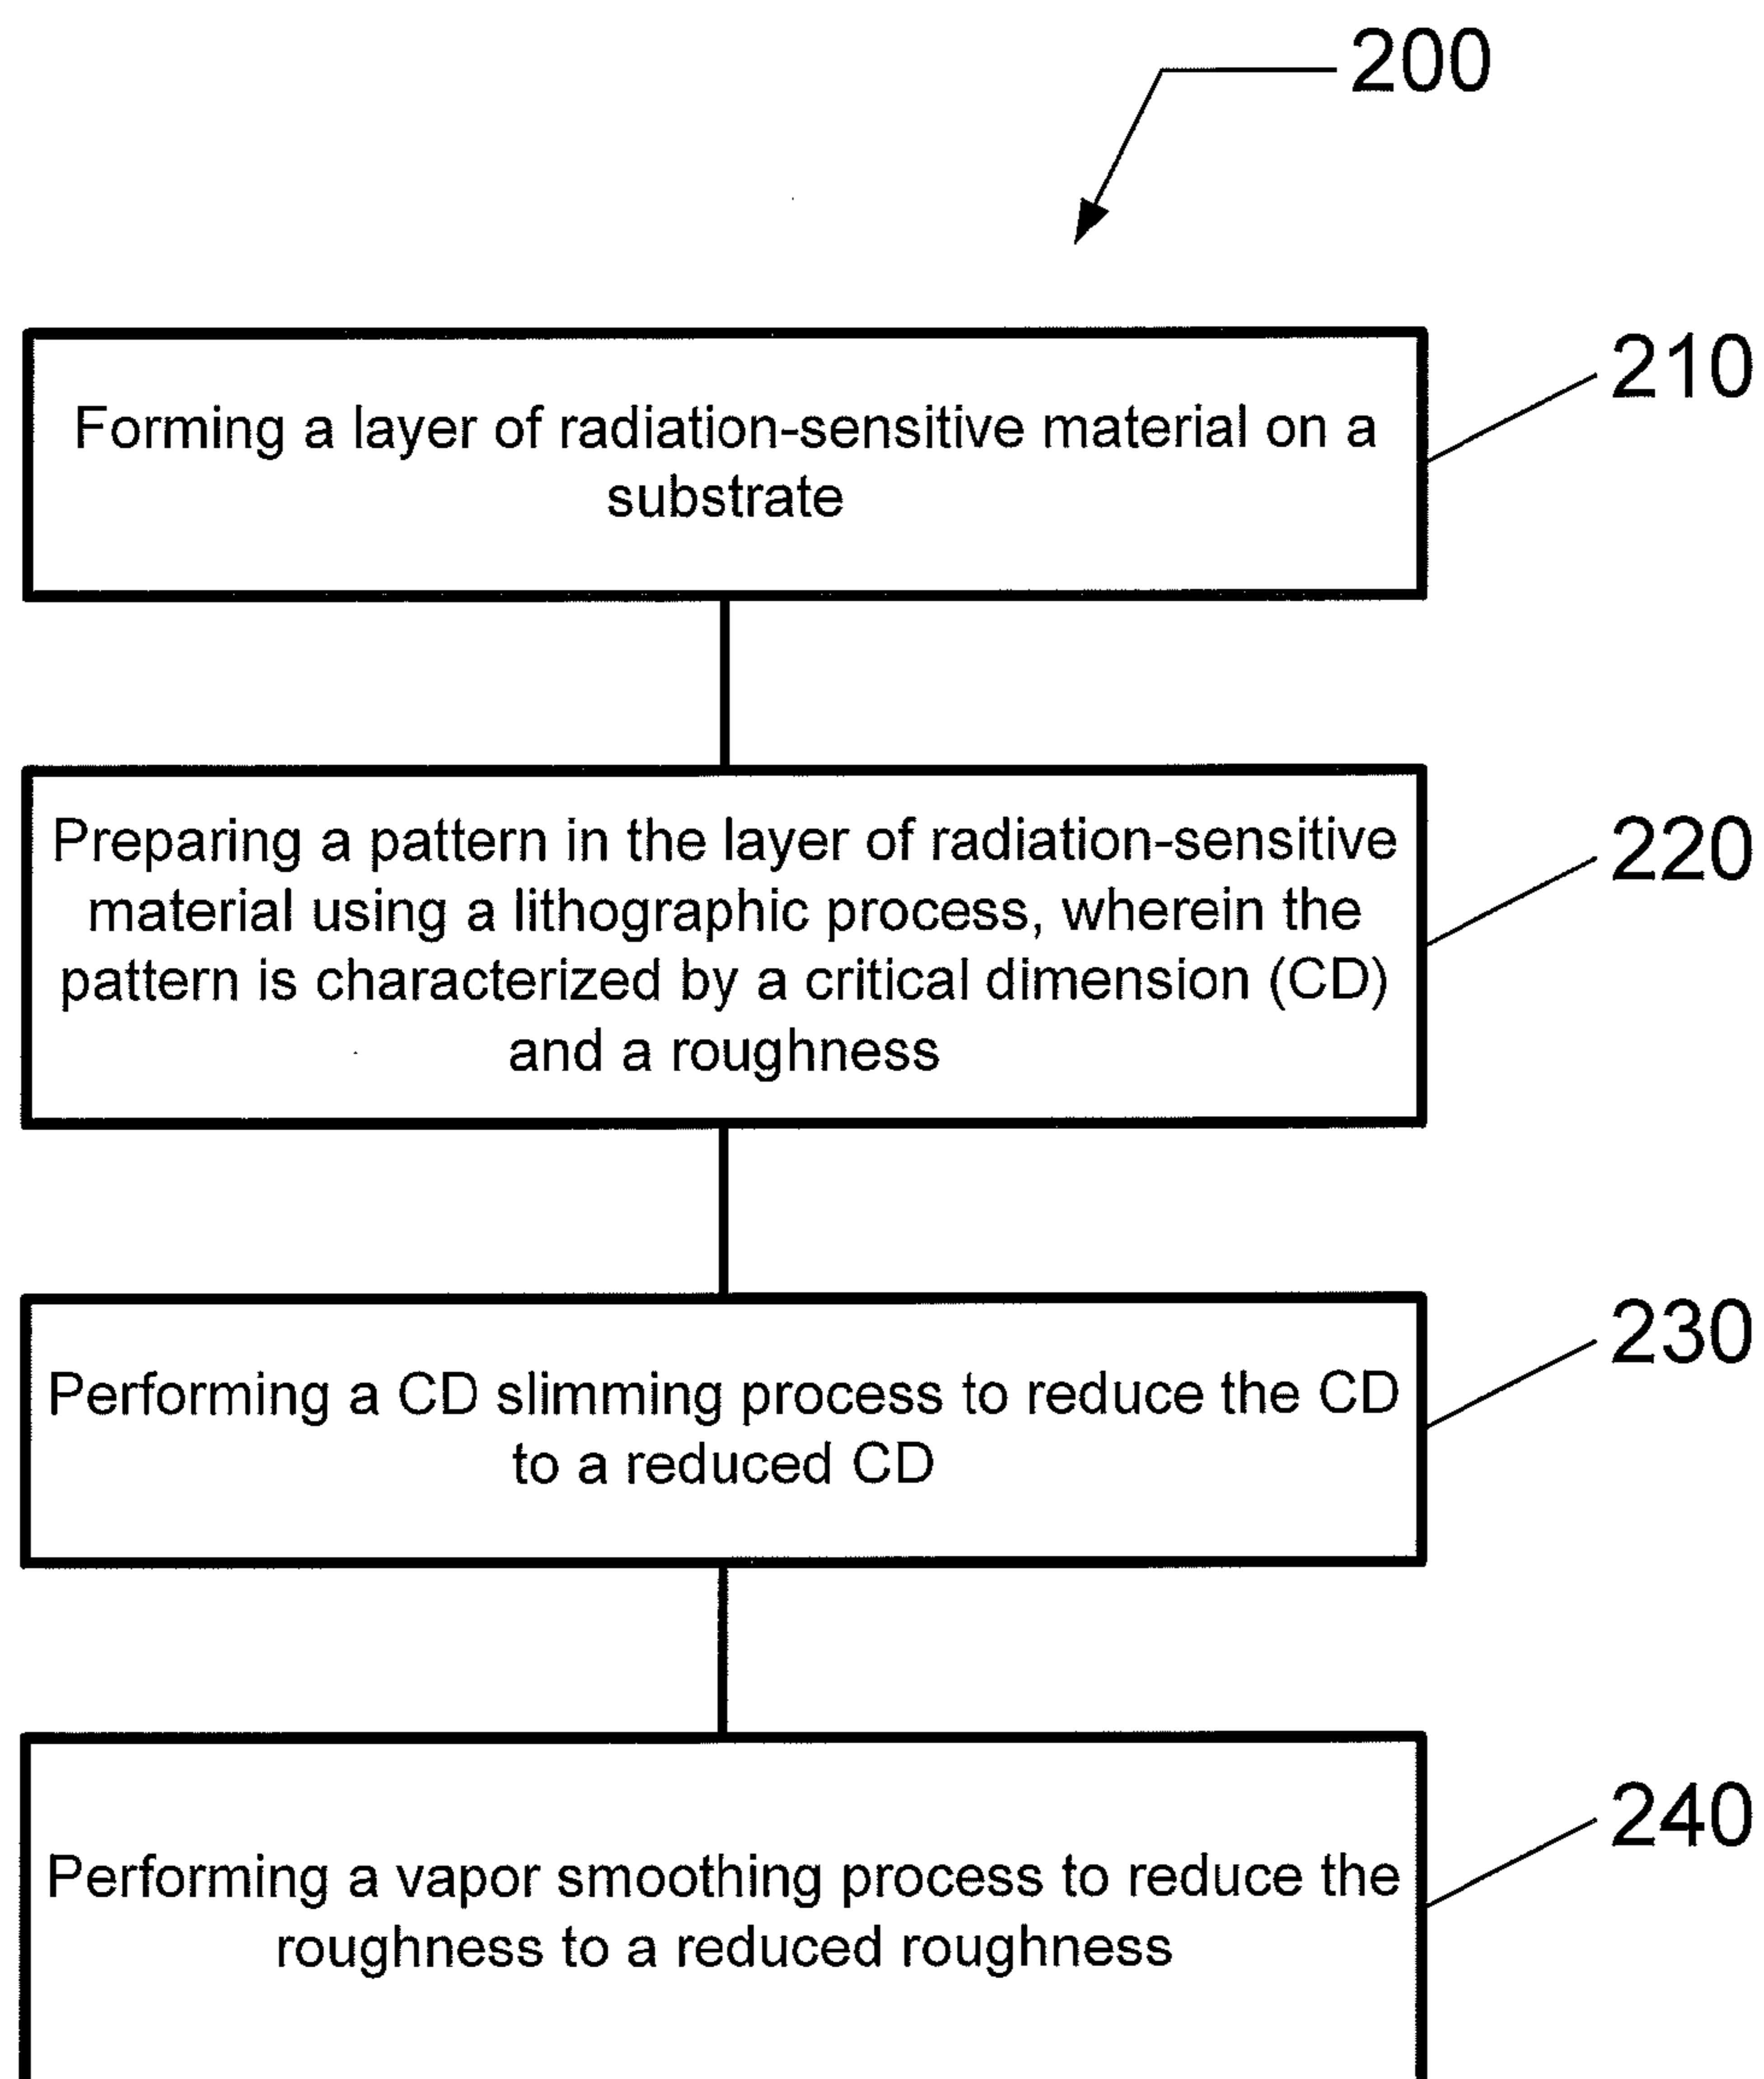 200
210
Forming a layer of radiation-sensitive material on a
substrate
220
Preparing a pattern in the layer of radiation-sensitive
material using a lithographic process, wherein the
pattern is characterized by a critical dimension (CD)
and a roughness
230
Performing a CD slimming process to reduce the CD
to a reduced CD
240
Performing a vapor smoothing process to reduce the
roughness to a reduced roughness